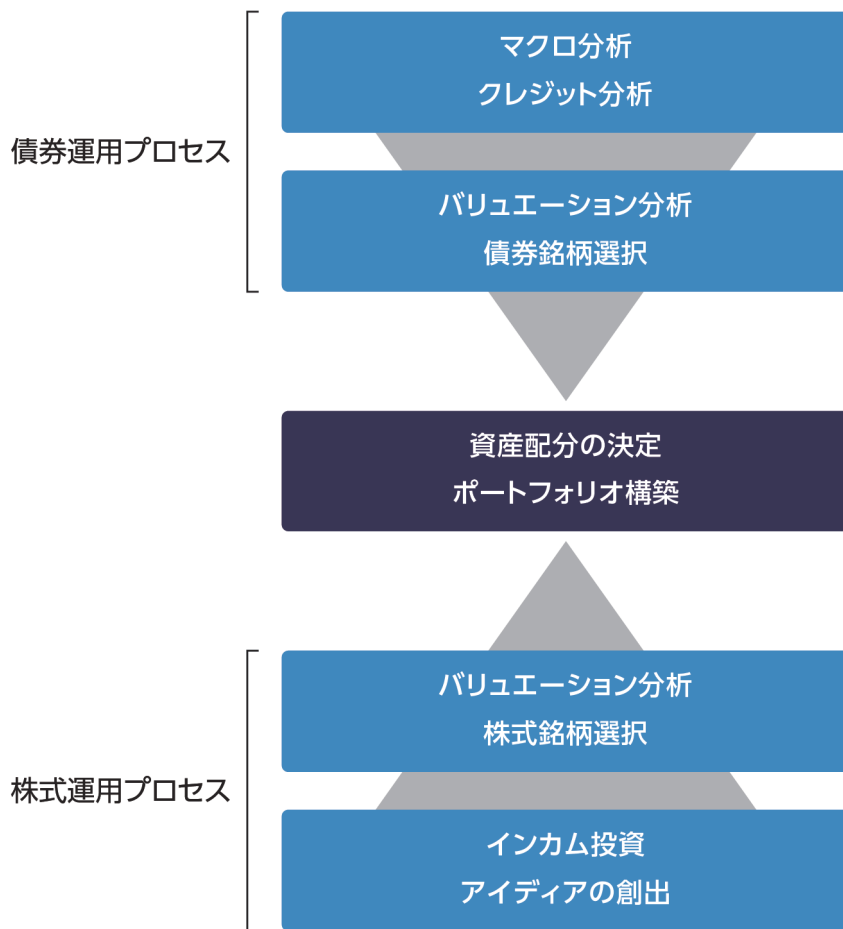 マクロ分析
クレジット分析
債券運用プロセス
バリュエーション分析
債券銘柄選択
資産配分の決定
ポートフォリオ構築
バリュエーション分析
株式銘柄選択
株式運用プロセス
インカム投資
アイディアの創出